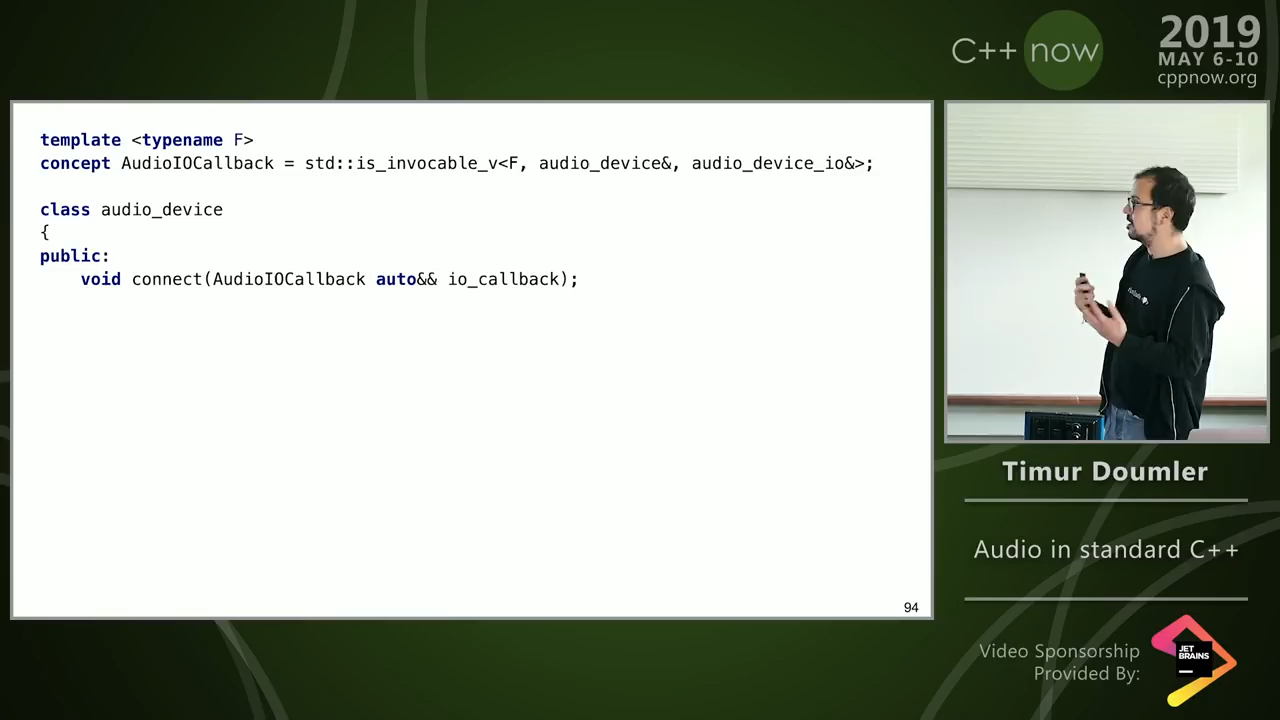 C++ now
2019
MAY 6-10
cppnow.org
template <typename F>
concept AudioIOCallback = std::is_invocable_v<F, audio_device&, audio_device_io&>;
class audio_device
{
public:
    void connect(AudioIOCallback auto&& io_callback);
94
Timur Doumler
Audio in standard C++
Video Sponsorship
Provided By:
JET
BRAINS